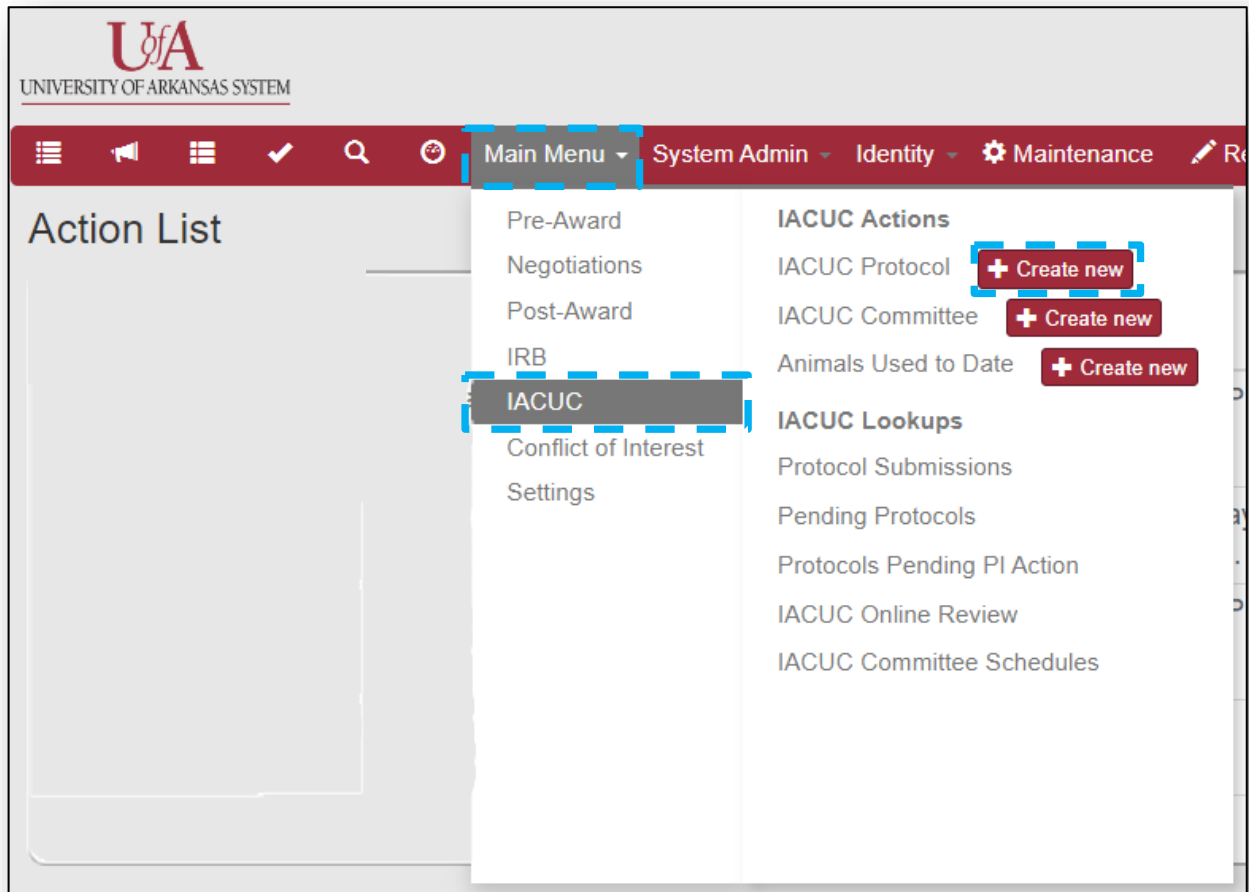 UofA
UNIVERSITY OF ARKANSAS SYSTEM
Main Menu System Admin Identity Maintenance Re
Action List
Pre-Award
Negotiations
Post-Award
IRB
IACUC
Conflict of Interest
Settings
IACUC Actions
IACUC Protocol Create new
IACUC Committee Create new
Animals Used to Date Create new
IACUC Lookups
Protocol Submissions
Pending Protocols
Protocols Pending PI Action
IACUC Online Review
IACUC Committee Schedules